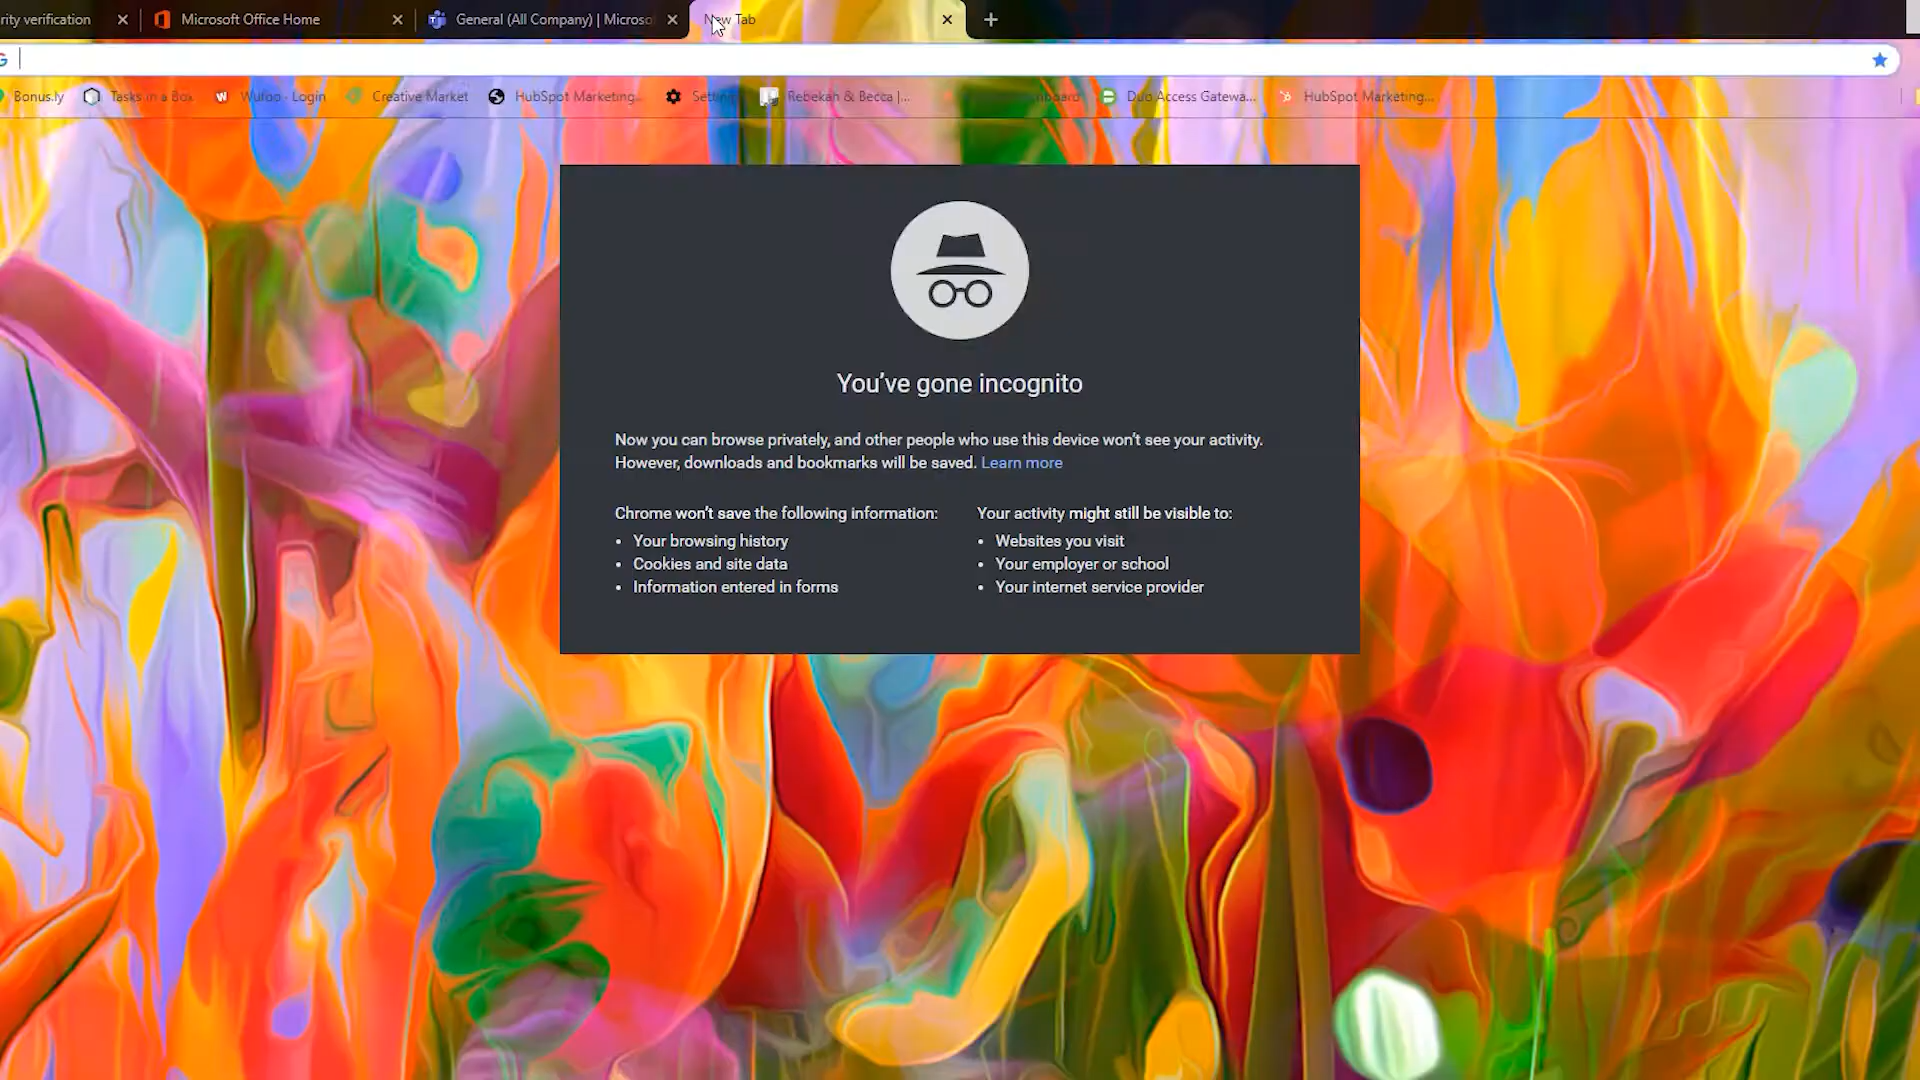 rity verification
Microsoft Office Home
General (All Company) | Microso
New Tab
Bonus.ly
Tasks in a Box
Wufoo - Login
Creative Market
HubSpot Marketing...
Rebekah & Becca |...
Duo Access Gatewa...
HubSpot Marketing...
You've gone incognito
Now you can browse privately, and other people who use this device won't see your activity.
However, downloads and bookmarks will be saved. Learn more
Chrome won't save the following information:
Your browsing history
Cookies and site data
Information entered in forms
Your activity might still be visible to:
Websites you visit
Your employer or school
Your internet service provider